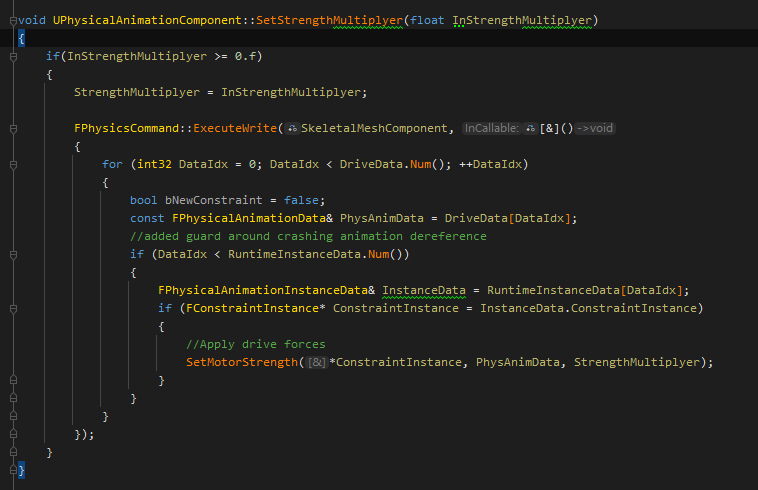 void UPhysicalAnimationComponent::SetStrengthMultiplyer(float InStrengthMultiplyer)
{
    if(InStrengthMultiplyer >= 0.f)
    {
        StrengthMultiplyer = InStrengthMultiplyer;

        FPhysicsCommand::ExecuteWrite(SkeletalMeshComponent, InCallable: [&]() ->void
        {
            for (int32 DataIdx = 0; DataIdx < DriveData.Num(); ++DataIdx)
            {
                bool bNewConstraint = false;
                const FPhysicalAnimationData& PhysAnimData = DriveData[DataIdx];
                //added guard around crashing animation dereference
                if (DataIdx < RuntimeInstanceData.Num())
                {
                    FPhysicalAnimationInstanceData& InstanceData = RuntimeInstanceData[DataIdx];
                    if (FConstraintInstance* ConstraintInstance = InstanceData.ConstraintInstance)
                    {
                        //Apply drive forces
                        SetMotorStrength([&]*ConstraintInstance, PhysAnimData, StrengthMultiplyer);
                    }
                }
            }
        });
    }
}